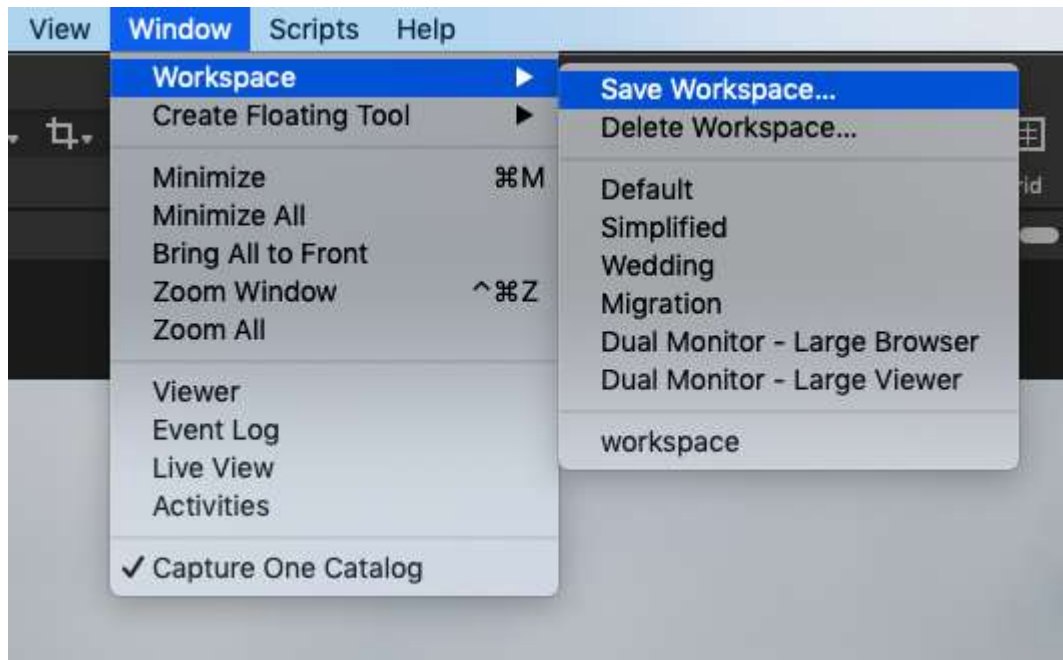 View Window Scripts Help
Workspace
Create Floating Tool
Minimize ⌘M
Minimize All
Bring All to Front
Zoom Window ^⌘Z
Zoom All
Viewer
Event Log
Live View
Activities
✓ Capture One Catalog
Save Workspace...
Delete Workspace...
Default
Simplified
Wedding
Migration
Dual Monitor - Large Browser
Dual Monitor - Large Viewer
workspace
rid